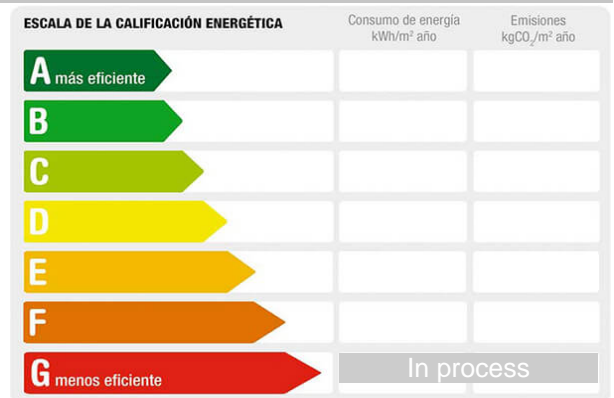 ESCALA DE LA CALIFICACIÓN ENERGÉTICA
Consumo de energía
kWh/m² año
Emisiones
kgCO₂/m² año
A más eficiente
B
C
D
E
F
G menos eficiente
In process